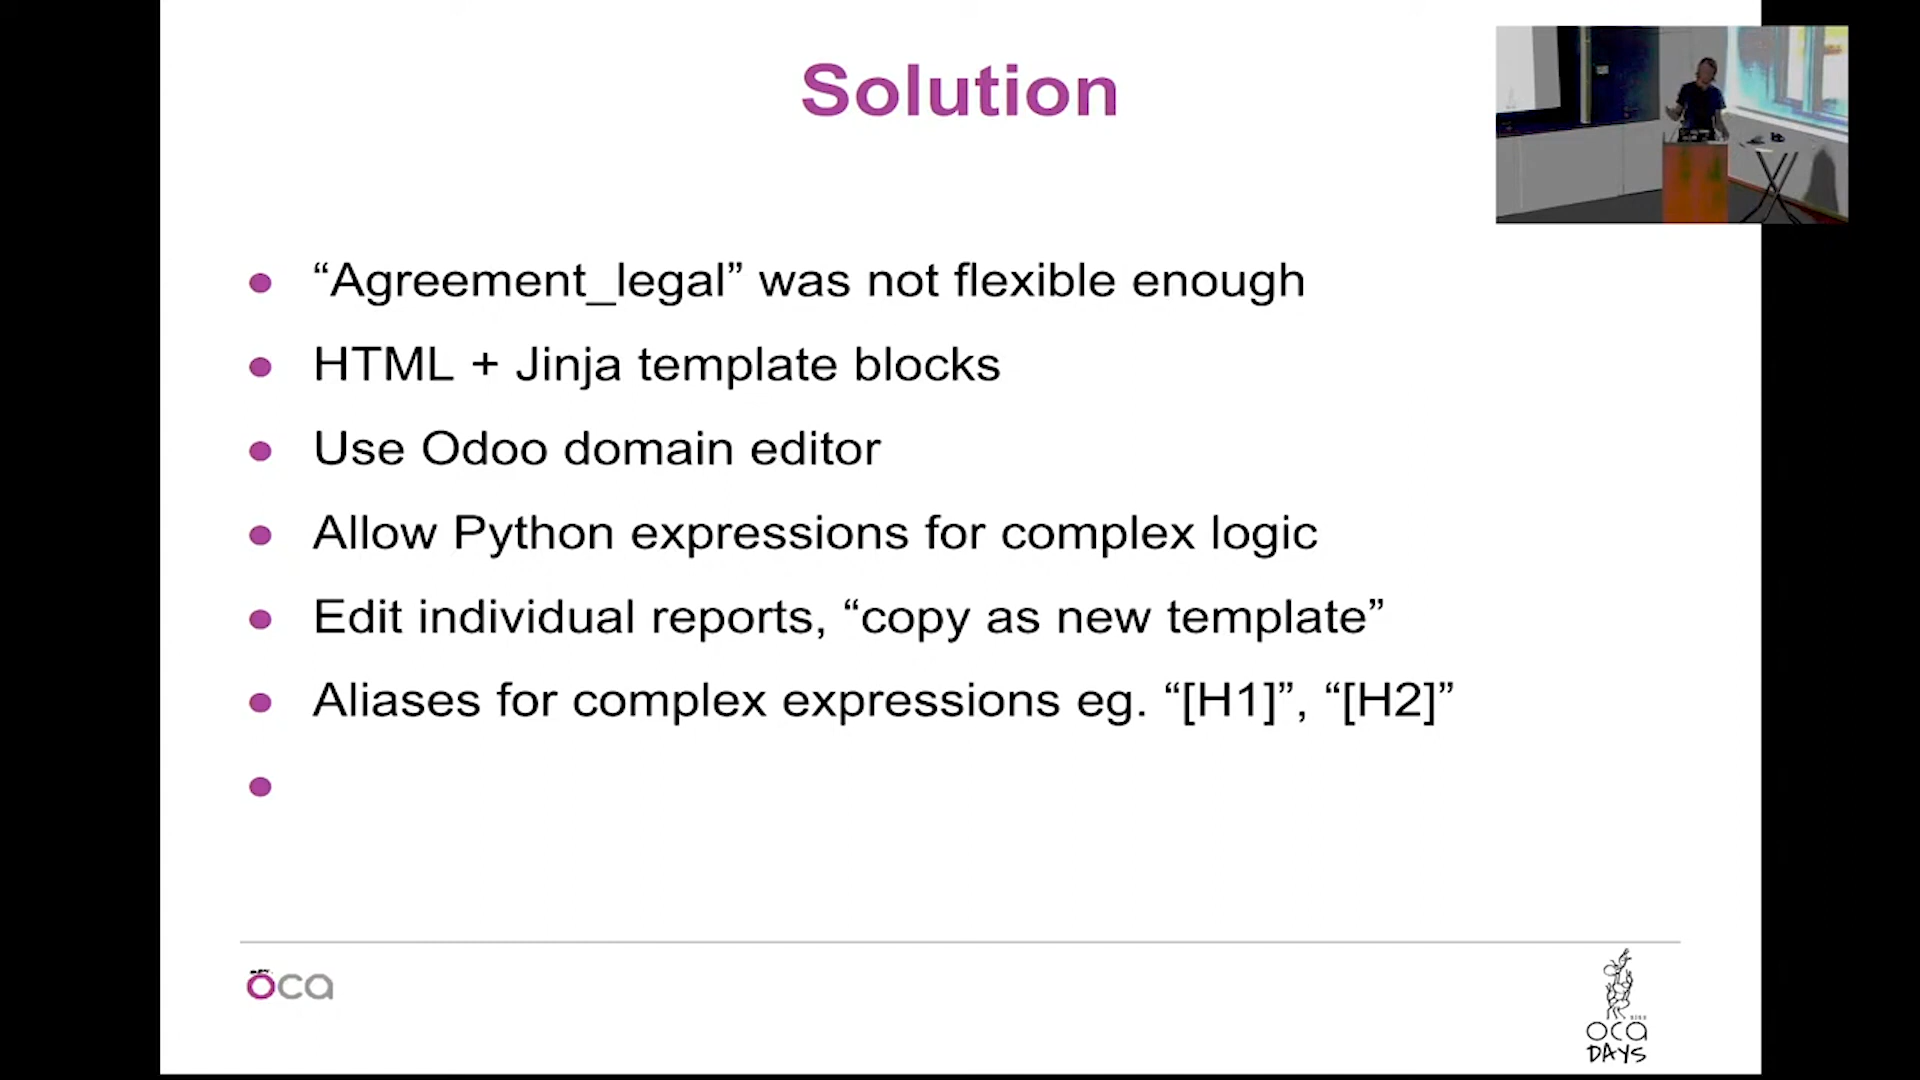 Solution
“Agreement_legal” was not flexible enough
HTML + Jinja template blocks
Use Odoo domain editor
Allow Python expressions for complex logic
Edit individual reports, “copy as new template”
Aliases for complex expressions eg. “[H1]”, “[H2]”
oca
oca
DAYS